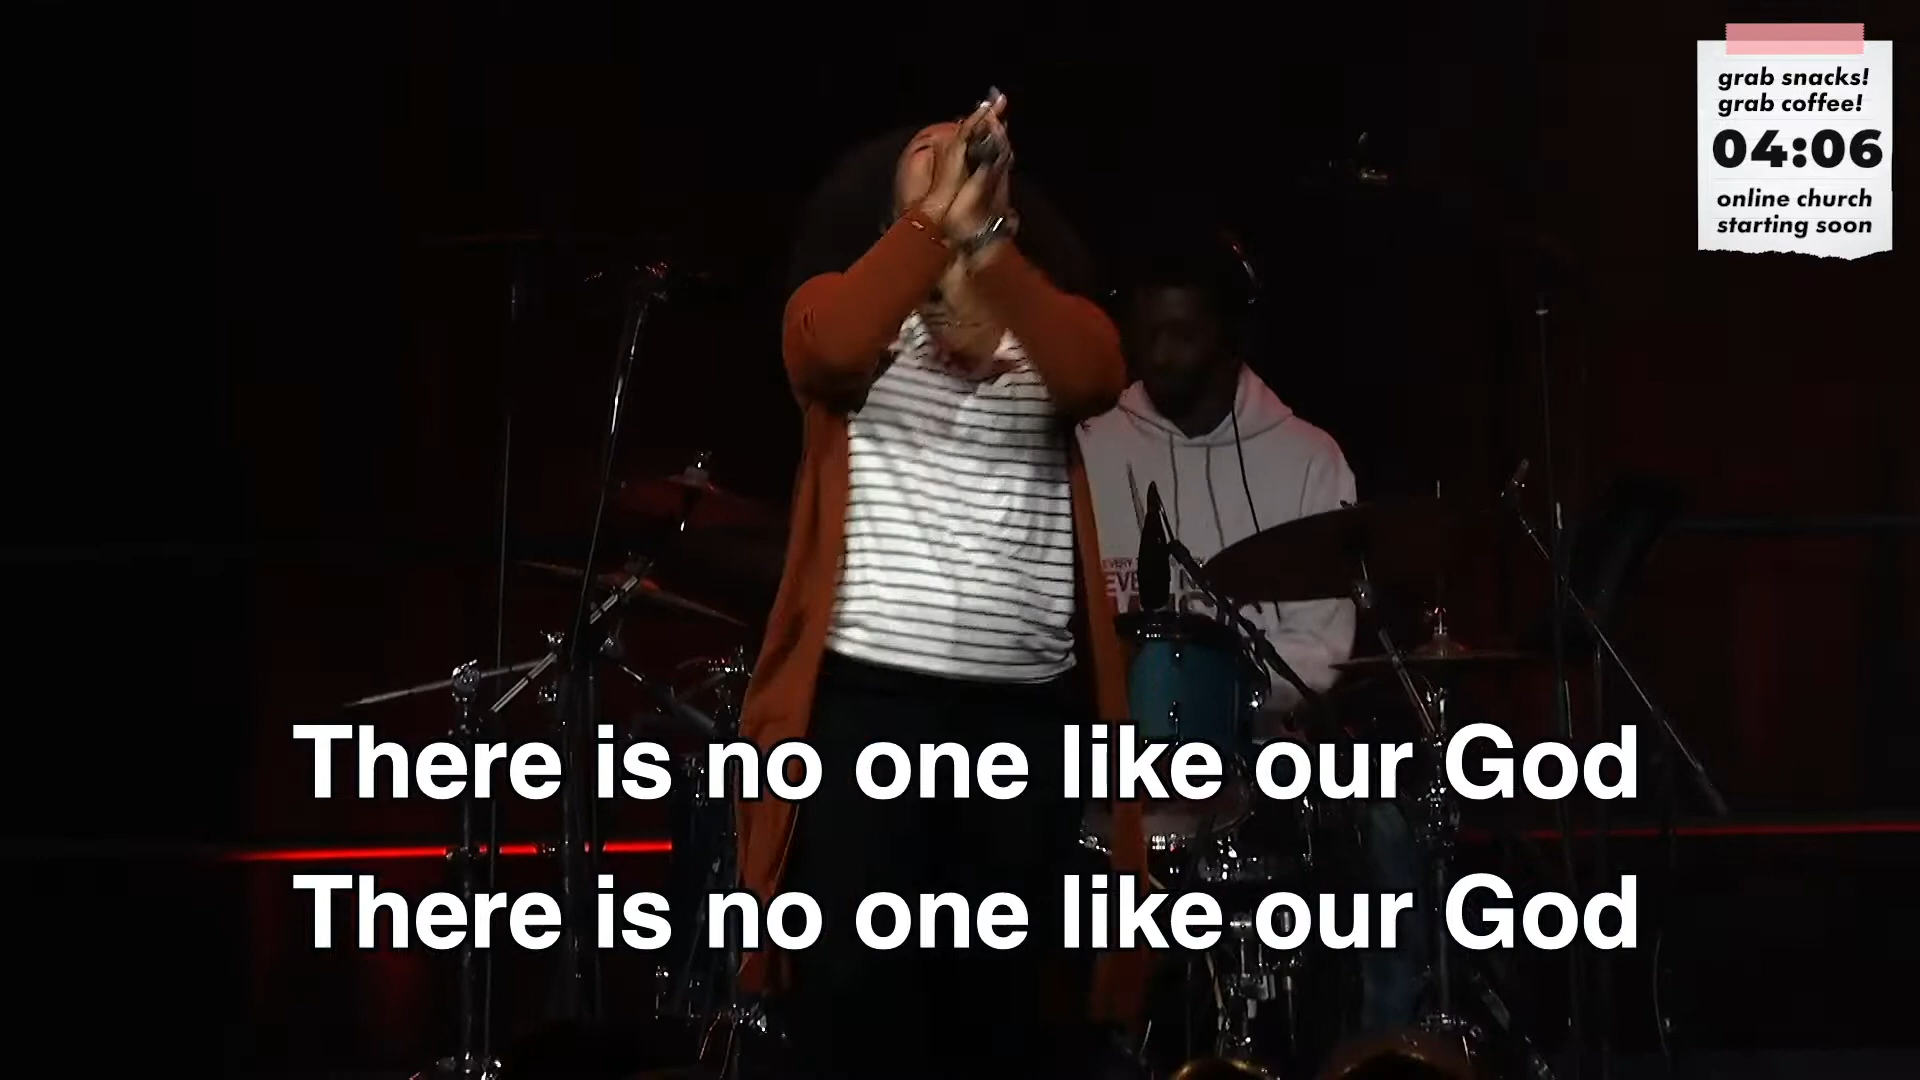 grab snacks!
grab coffee!
04:06
online church
starting soon
EVERY
There is no one like our God
There is no one like our God